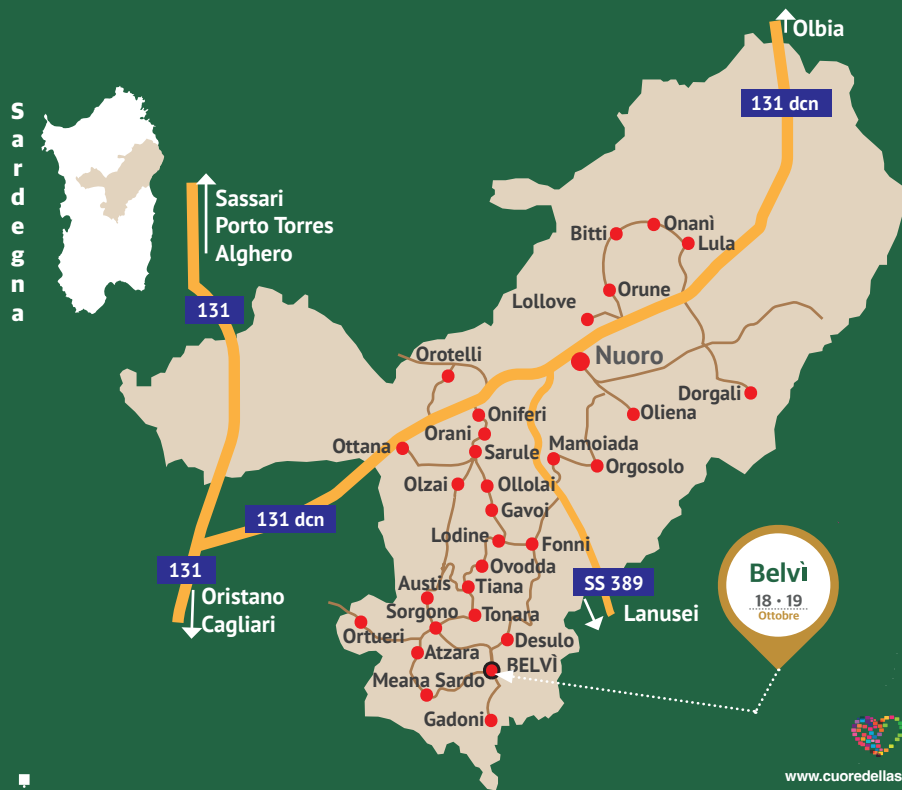 Sardegna
Olbia
131 dcn
Sassari
Porto Torres
Alghero
131
Onanì
Bitti
Lula
Orune
Lollove
Nuoro
Orotelli
Dorgali
Oniferi
Oliena
Orani
Ottana
Sarule
Mamoiada
Orgosolo
Olzai
Ollolai
Gavoi
131 dcn
Lodine
Fonni
Ovodda
131
Austis
Tiana
SS 389
Belvì
18 • 19
Ottobre
Oristano
Cagliari
Sorgono
Tonara
Lanusei
Ortueri
Desulo
Atzara
BELVÌ
Meana Sardo
Gadoni
www.cuoredellas